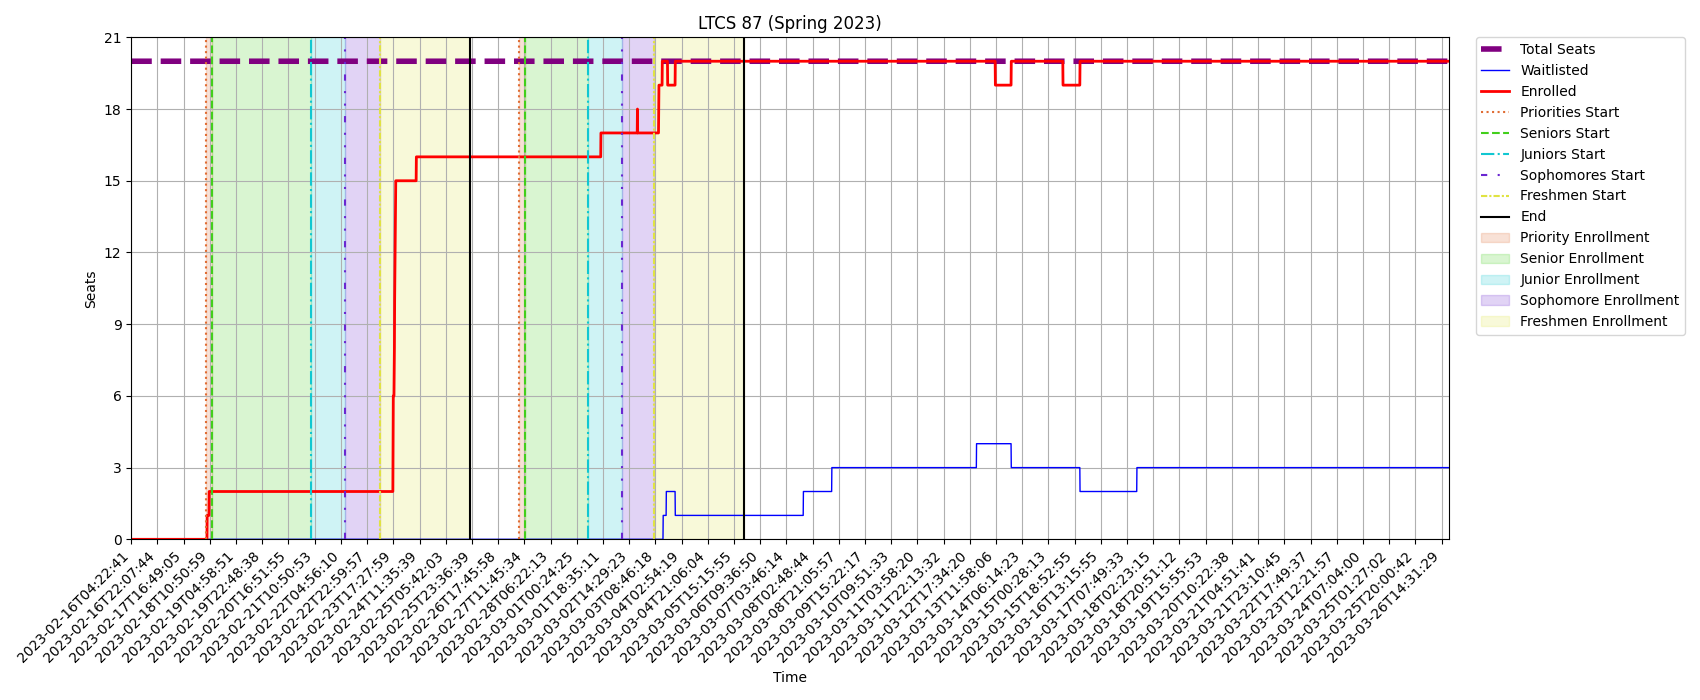 LTCS 87 (Spring 2023)
21
18
15
12
9
6
3
0
Seats
2023-02-16T04:22:41
2023-02-16T22:07:44
2023-02-17T16:49:05
2023-02-18T10:50:59
2023-02-19T04:58:51
2023-02-19T22:48:38
2023-02-20T16:51:55
2023-02-21T10:50:53
2023-02-22T04:56:10
2023-02-22T22:59:57
2023-02-23T17:27:59
2023-02-24T11:35:39
2023-02-25T05:42:03
2023-02-25T23:36:39
2023-02-26T17:45:58
2023-02-27T11:45:34
2023-02-28T06:22:13
2023-03-01T00:24:25
2023-03-01T18:35:11
2023-03-02T14:29:23
2023-03-03T08:46:18
2023-03-04T02:54:19
2023-03-04T21:06:04
2023-03-05T15:15:55
2023-03-06T09:36:50
2023-03-07T03:46:14
2023-03-08T02:48:44
2023-03-08T21:05:57
2023-03-09T15:22:17
2023-03-10T09:51:33
2023-03-11T03:58:20
2023-03-11T22:13:32
2023-03-12T17:34:20
2023-03-13T11:58:06
2023-03-14T06:14:23
2023-03-15T00:28:13
2023-03-15T18:52:55
2023-03-16T13:15:55
2023-03-17T07:49:33
2023-03-18T02:23:15
2023-03-18T20:51:12
2023-03-19T15:55:53
2023-03-20T10:22:38
2023-03-21T04:51:41
2023-03-21T23:10:45
2023-03-22T17:49:37
2023-03-23T12:21:57
2023-03-24T07:04:00
2023-03-25T01:27:02
2023-03-25T20:00:42
2023-03-26T14:31:29
Time
Total Seats
Waitlisted
Enrolled
Priorities Start
Seniors Start
Juniors Start
Sophomores Start
Freshmen Start
End
Priority Enrollment
Senior Enrollment
Junior Enrollment
Sophomore Enrollment
Freshmen Enrollment